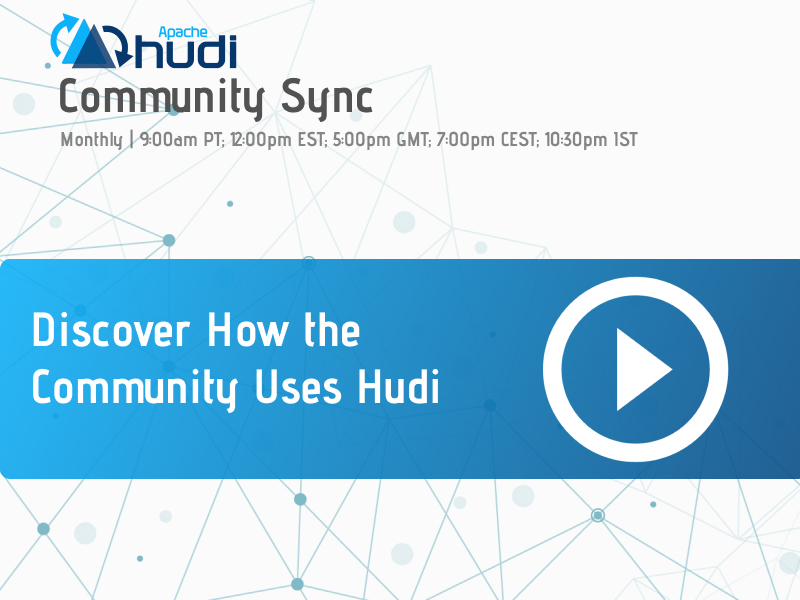 Apache
hudi
Community Sync
Monthly | 9:00am PT; 12:00pm EST; 5:00pm GMT; 7:00pm CEST; 10:30pm IST
Discover How the
Community Uses Hudi